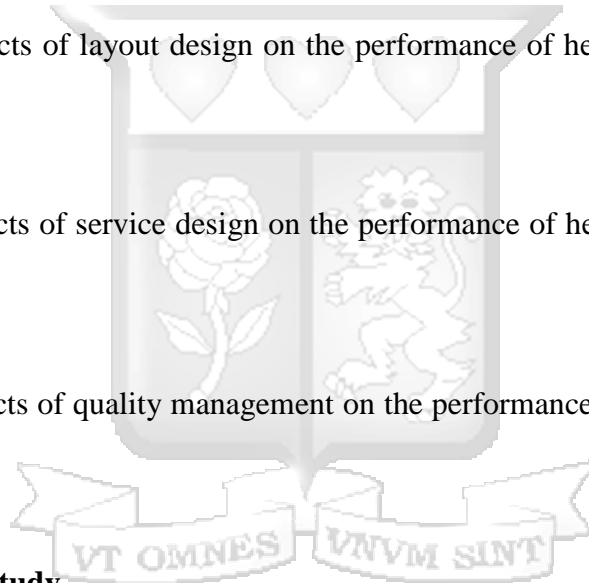 cts of layout design on the performance of he
cts of service design on the performance of he
cts of quality management on the performance
VT OMNES VNVM SINT
tudy